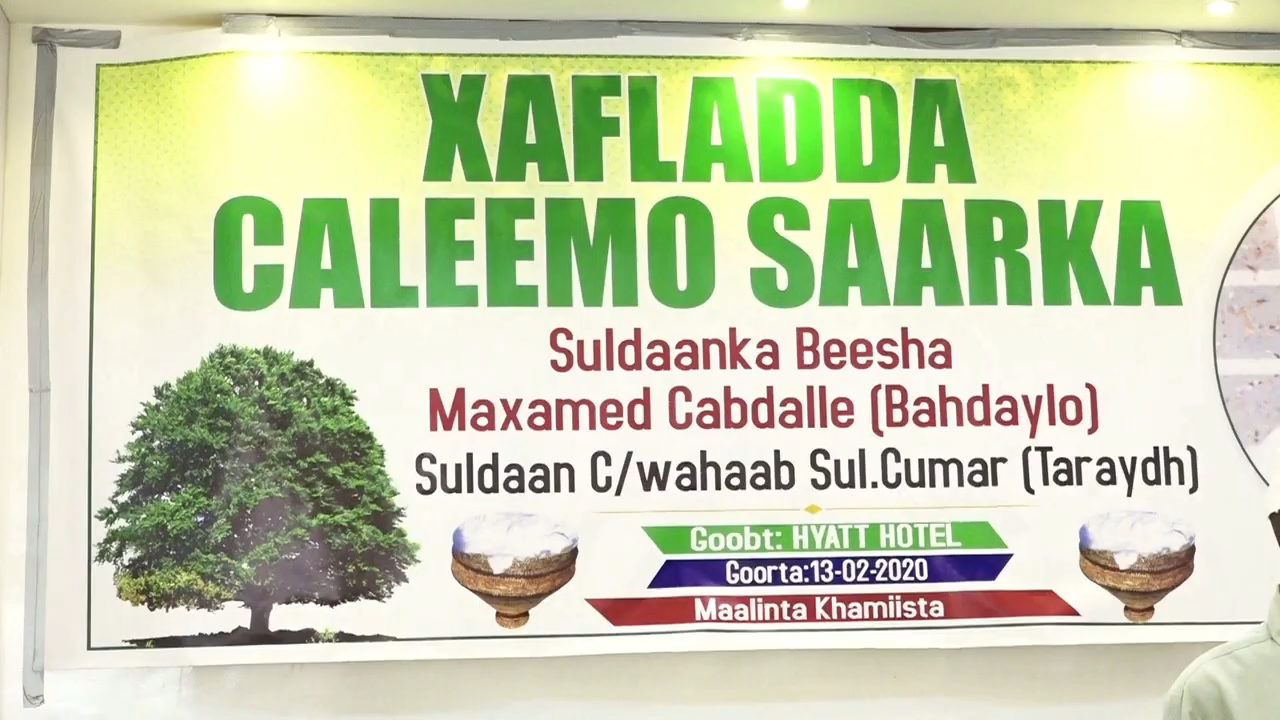 XAFLADDA
CALEEMO SAARKA
Suldaanka Beesha
Maxamed Cabdalle (Bahdaylo)
Suldaan C/wahaab Sul.Cumar (Taraydh)
Goobt: HYATT HOTEL
Goorta:13-02-2020
Maalinta Khamiista